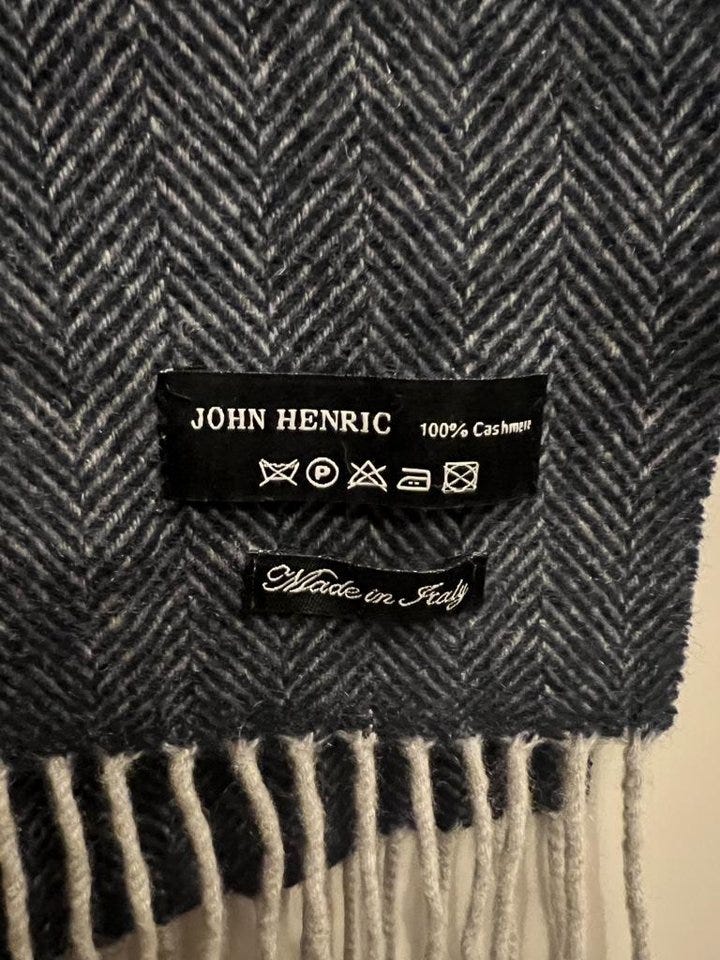 JOHN HENRIC 100% Cashmere
P
Made in Italy